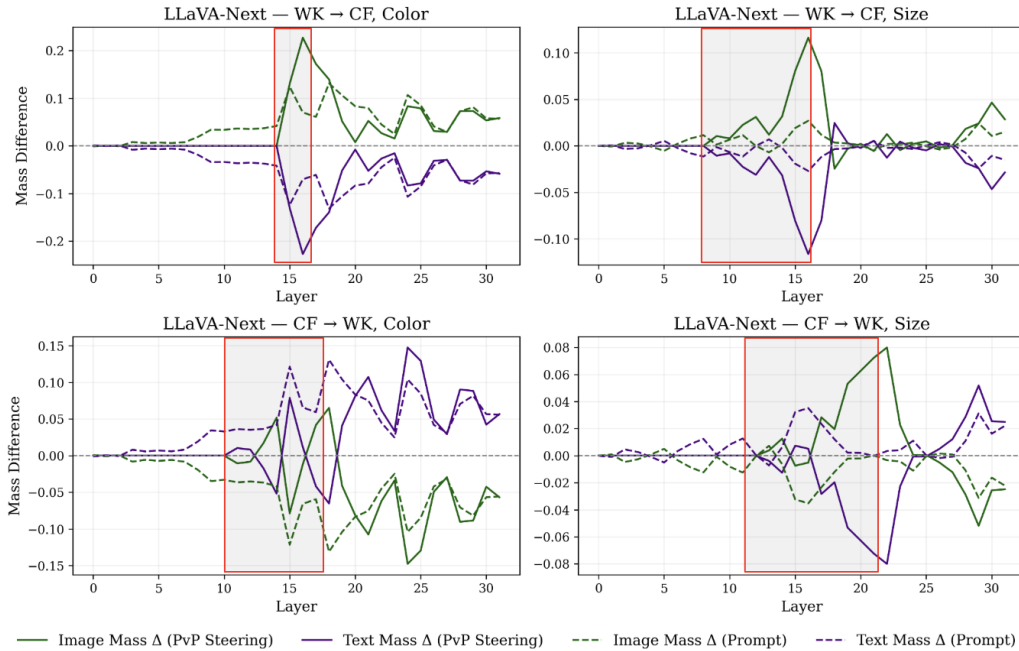 LLaVA-Next — WK → CF, Color
LLaVA-Next — WK → CF, Size
Mass Difference
0.2
0.1
0.0
−0.1
−0.2
0 5 10 15 20 25 30
Layer
0.10
0.05
0.00
−0.05
−0.10
0 5 10 15 20 25 30
Layer
LLaVA-Next — CF → WK, Color
LLaVA-Next — CF → WK, Size
Mass Difference
0.15
0.10
0.05
0.00
−0.05
−0.10
−0.15
0 5 10 15 20 25 30
Layer
0.08
0.06
0.04
0.02
0.00
−0.02
−0.04
−0.06
−0.08
0 5 10 15 20 25 30
Layer
Image Mass Δ (PvP Steering) Text Mass Δ (PvP Steering) Image Mass Δ (Prompt) Text Mass Δ (Prompt)